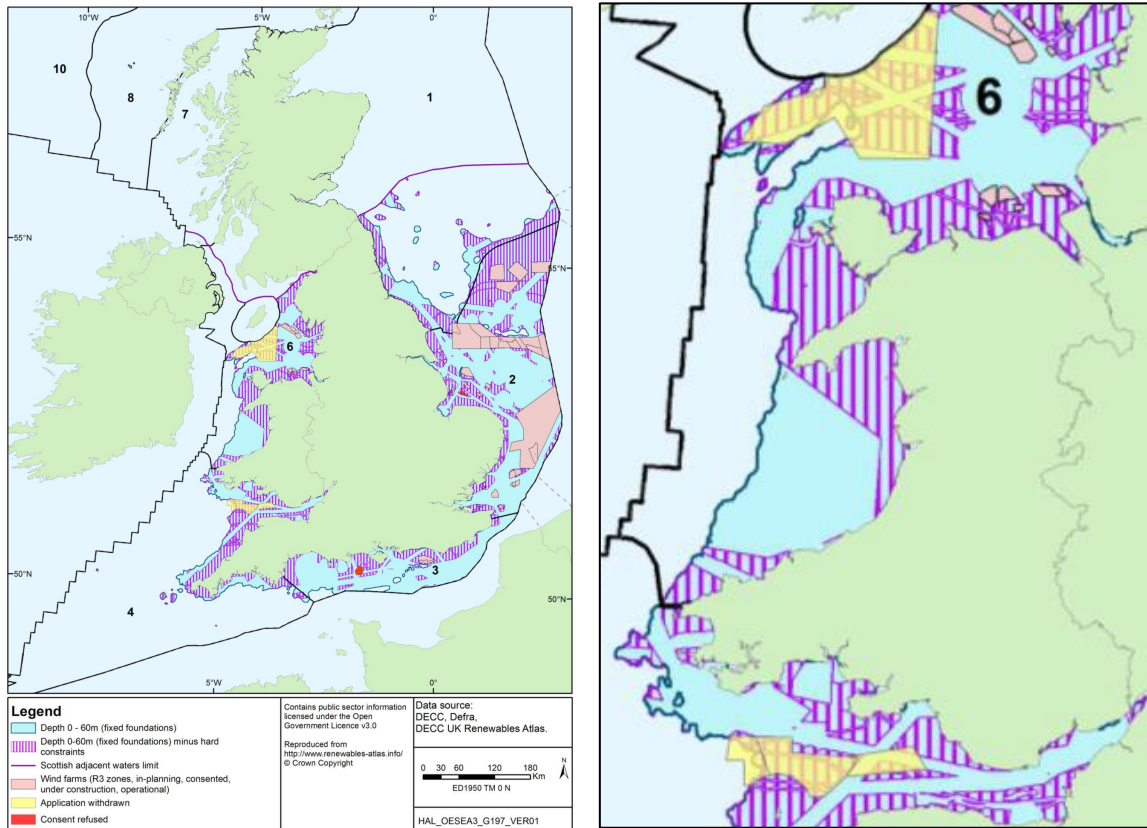 10°W
5°W
0°
10
8
7
1
55°N
55°N
6
2
50°N
3
50°N
4
5°W
0°
Legend
Depth 0 - 60m (fixed foundations)
Depth 0-60m (fixed foundations) minus hard
constraints
Scottish adjacent waters limit
Wind farms (R3 zones, in-planning, consented,
under construction, operational)
Application withdrawn
Consent refused
Contains public sector information
licensed under the Open
Government Licence v3.0
Reproduced from
http://www.renewables-atlas.info/
© Crown Copyright
Data source:
DECC, Defra,
DECC UK Renewables Atlas.
0 30 60 120 180
Km
N
ED1950 TM 0 N
HAL_OESEA3_G197_VER01
6